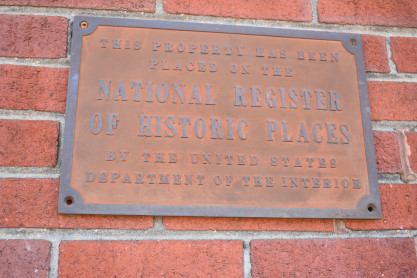 THIS PROPERTY HAS BEEN
PLACED ON THE
NATIONAL REGISTER
OF HISTORIC PLACES
BY THE UNITED STATES
DEPARTMENT OF THE INTERIOR